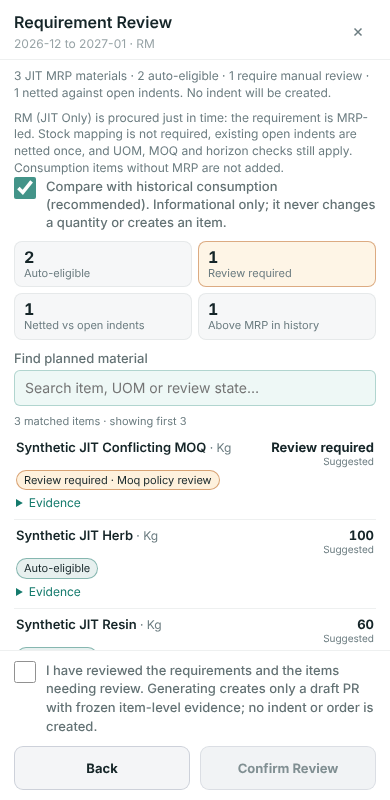 Requirement Review
2026-12 to 2027-01 · RM
×
3 JIT MRP materials · 2 auto-eligible · 1 require manual review ·
1 netted against open indents. No indent will be created.
RM (JIT Only) is procured just in time: the requirement is MRP-
led. Stock mapping is not required, existing open indents are
netted once, and UOM, MOQ and horizon checks still apply.
Consumption items without MRP are not added.
Compare with historical consumption
(recommended). Informational only; it never changes
a quantity or creates an item.
2
Auto-eligible
1
Review required
1
Netted vs open indents
1
Above MRP in history
Find planned material
Search item, UOM or review state...
3 matched items · showing first 3
Synthetic JIT Conflicting MOQ · Kg
Review required
Suggested
Review required · Moq policy review
Evidence
Synthetic JIT Herb · Kg
100
Suggested
Auto-eligible
Evidence
Synthetic JIT Resin · Kg
60
Suggested
I have reviewed the requirements and the items
needing review. Generating creates only a draft PR
with frozen item-level evidence; no indent or order is
created.
Back
Confirm Review